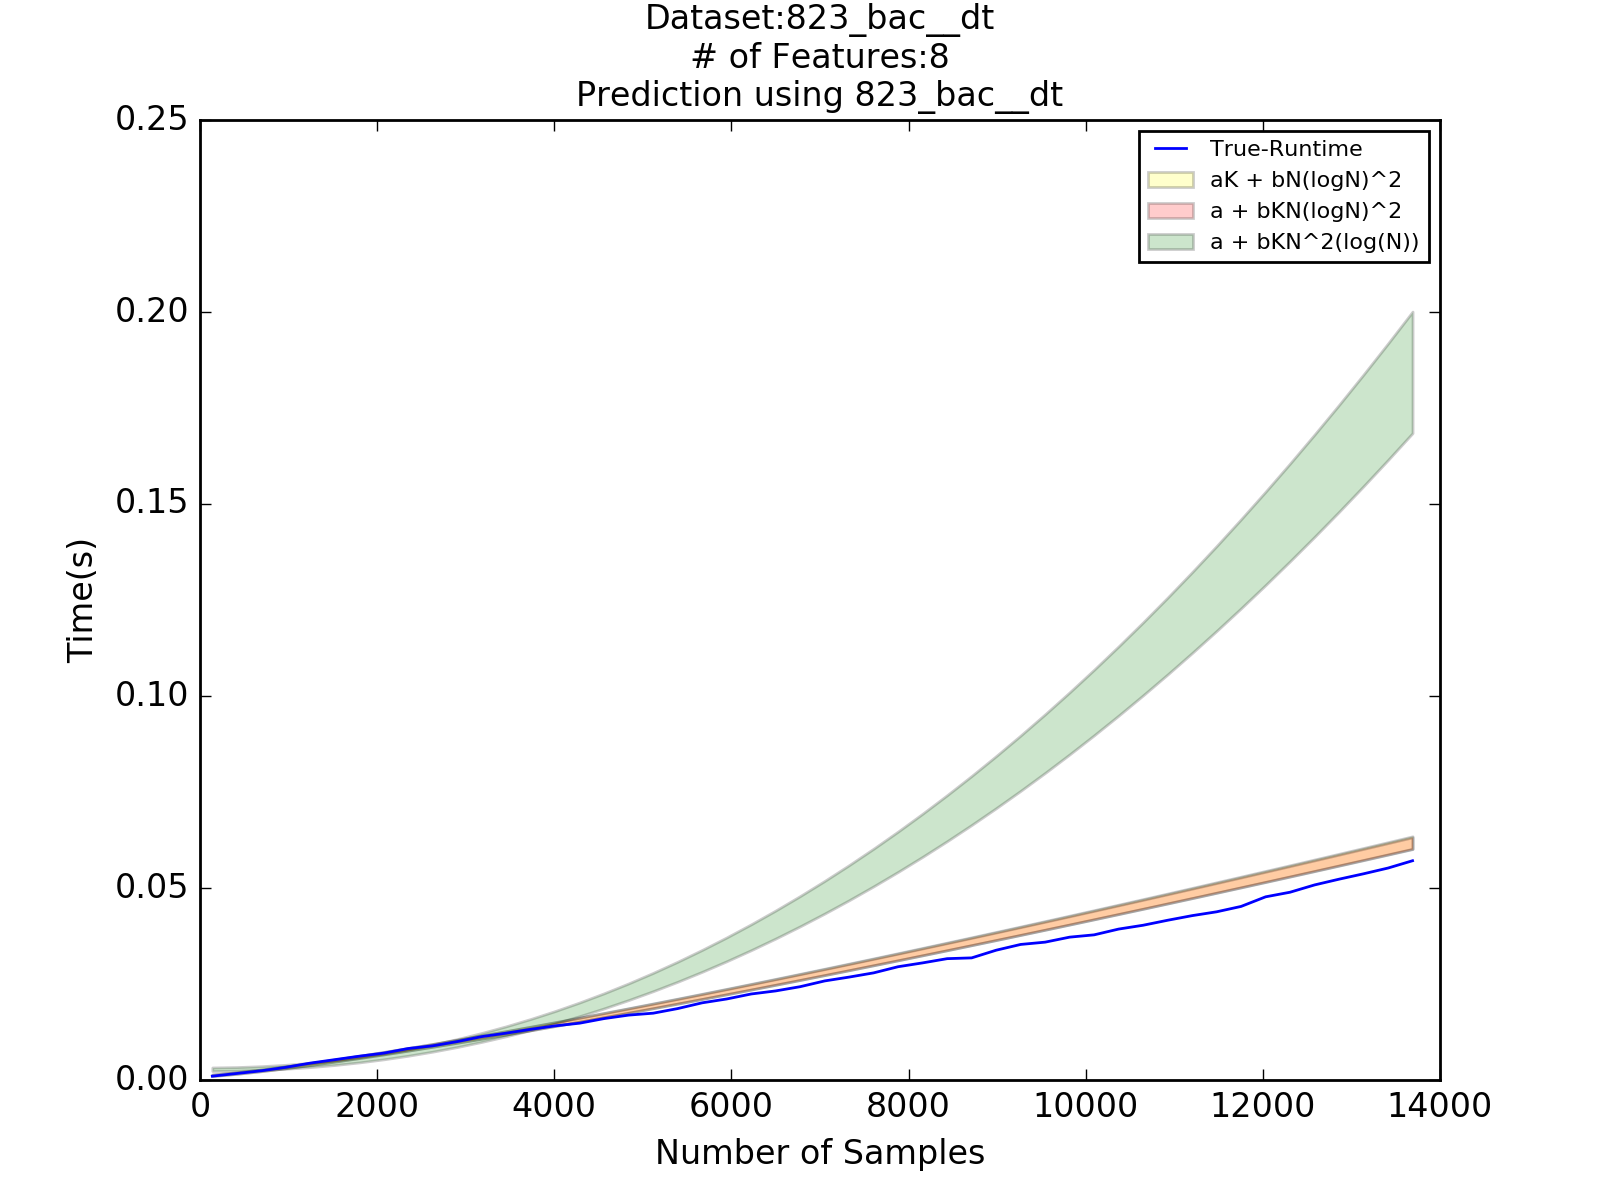 Dataset:823_bac__dt
# of Features:8
Prediction using 823_bac__dt
0.25
0.20
0.15
0.10
0.05
0.00
Time(s)
True-Runtime
aK + bN(logN)^2
a + bKN(logN)^2
a + bKN^2(log(N))
0 2000 4000 6000 8000 10000 12000 14000
Number of Samples